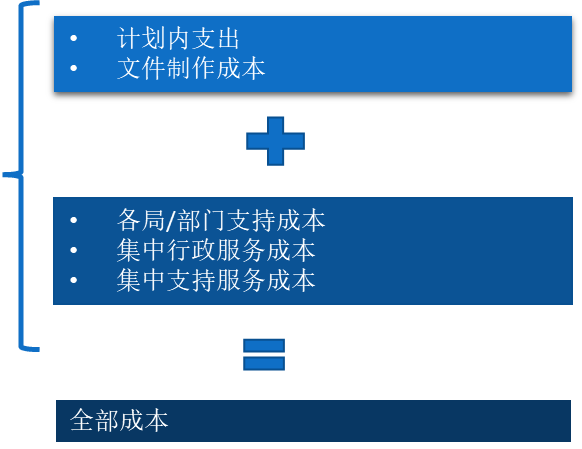 • 计划内支出
• 文件制作成本
• 各局/部门支持成本
• 集中行政服务成本
• 集中支持服务成本
全部成本